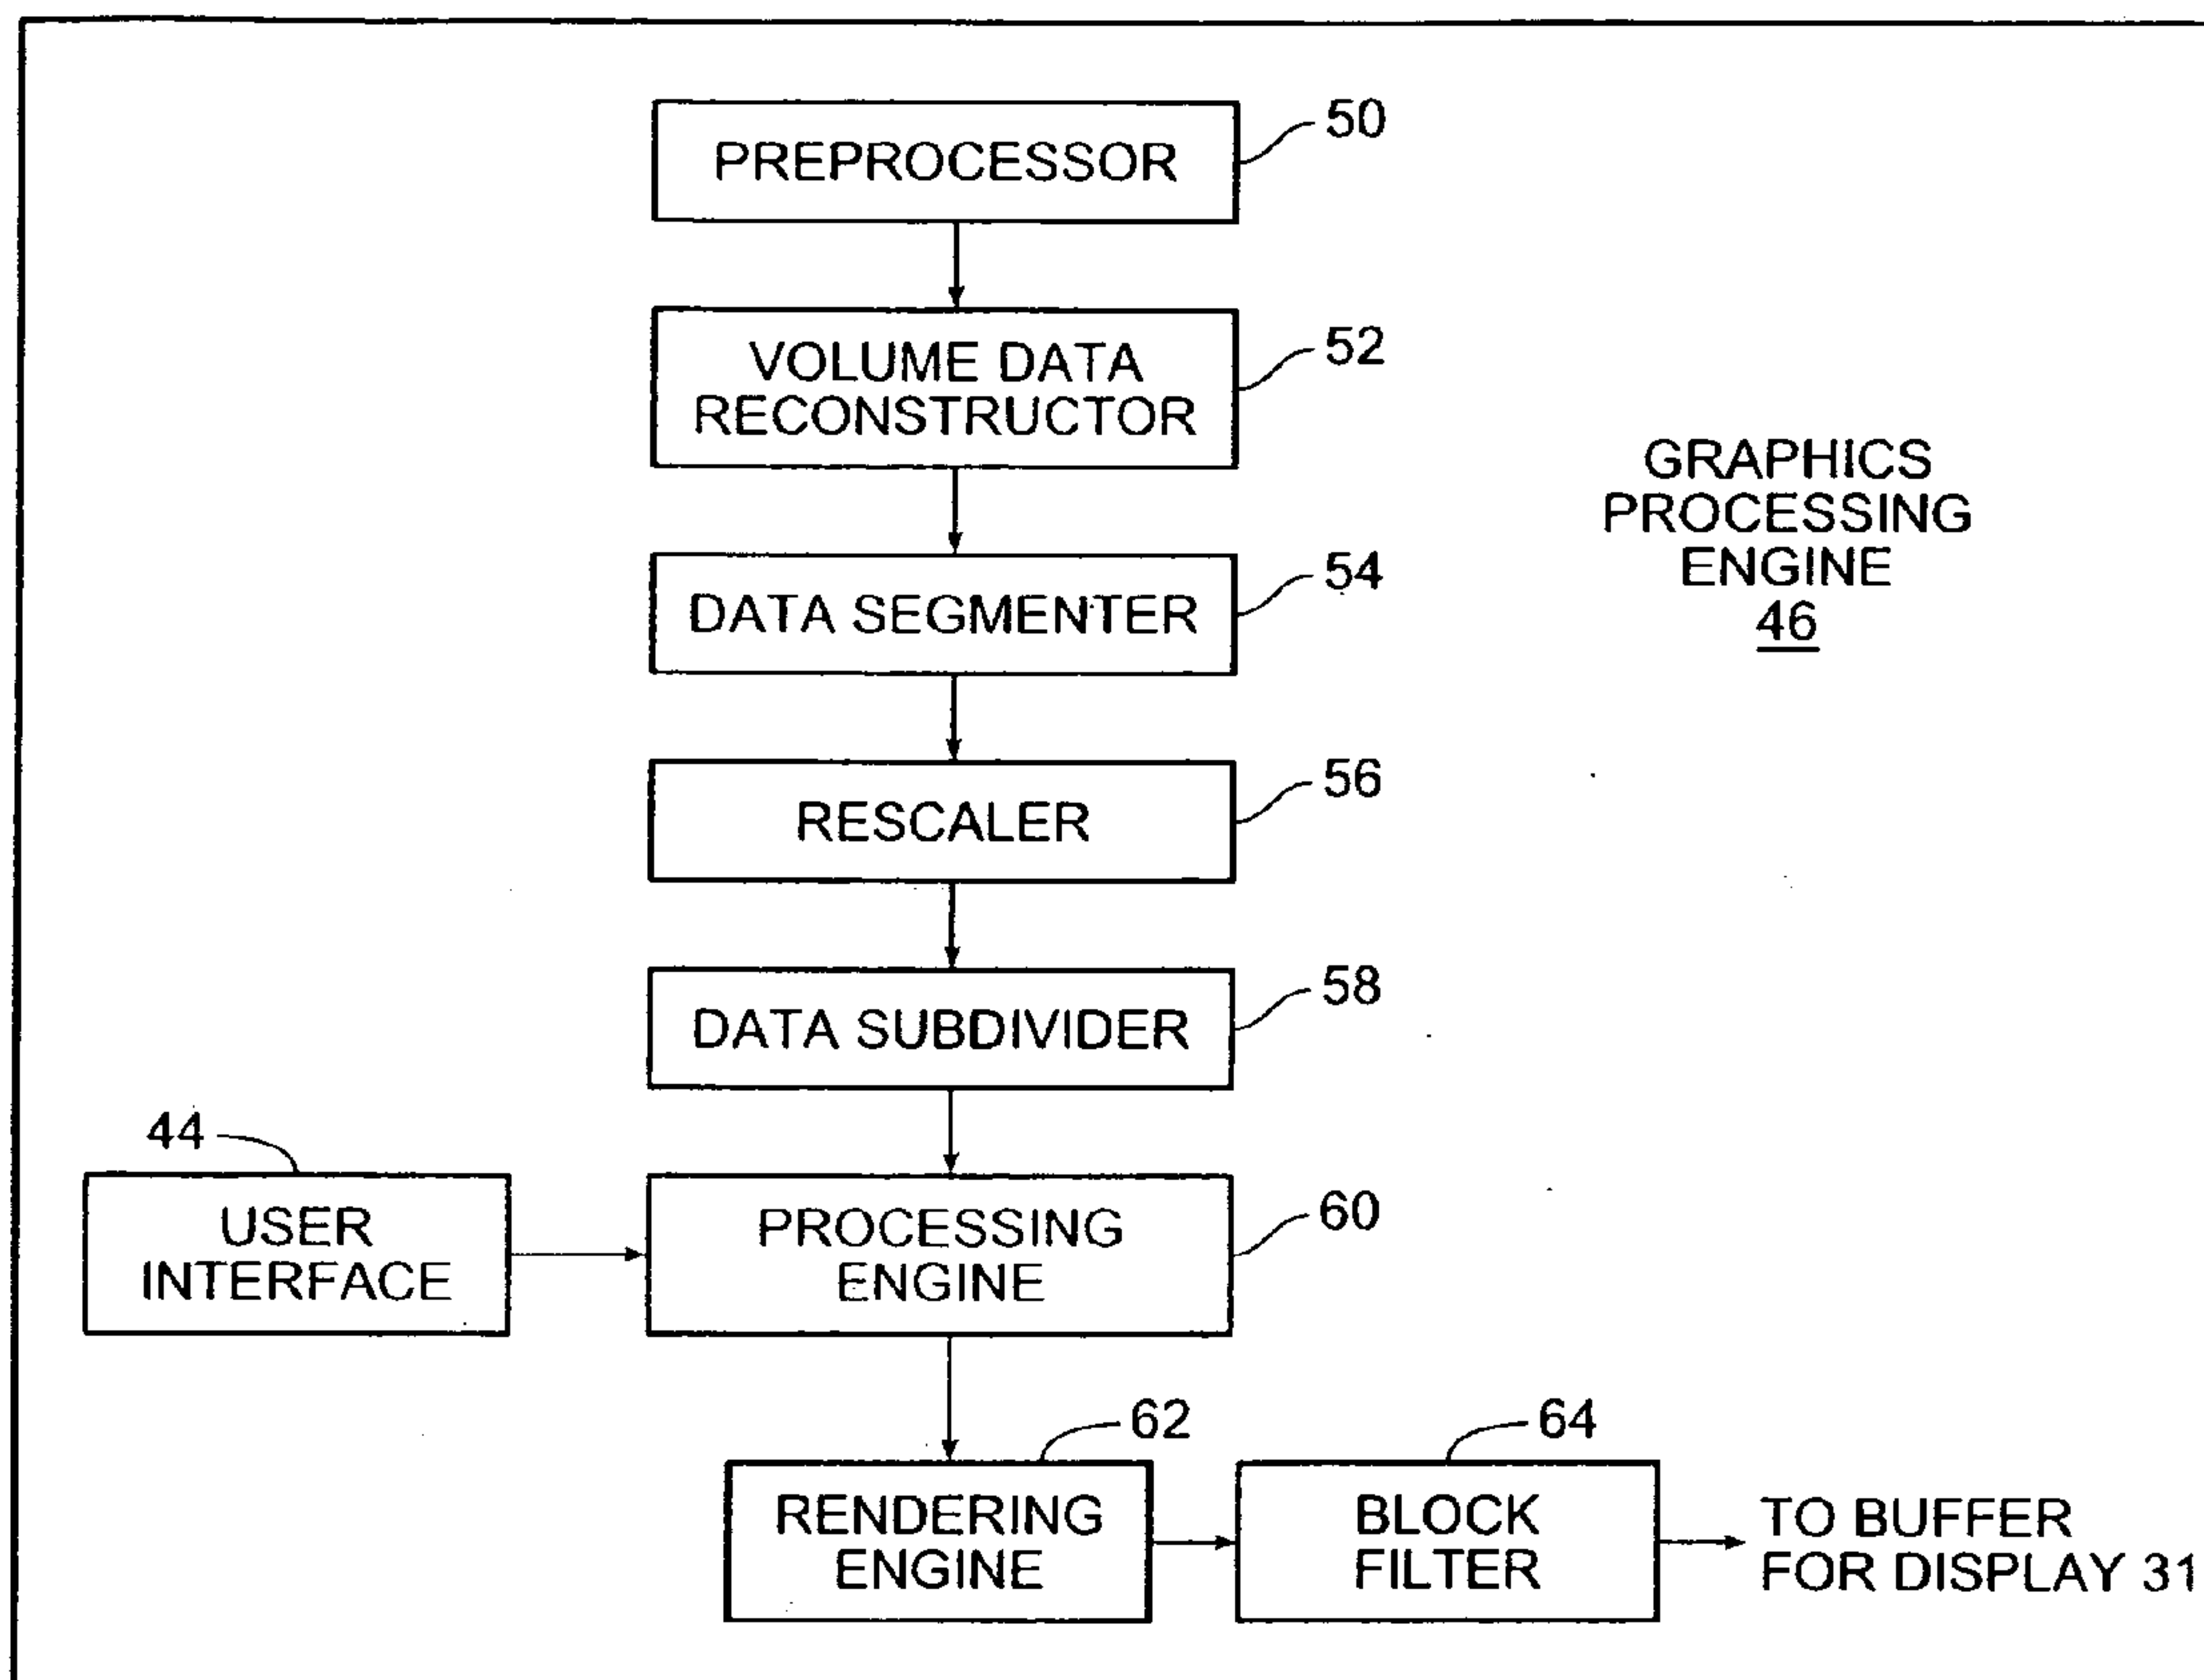 PREPROCESSOR
50
VOLUME DATA
RECONSTRUCTOR
52
GRAPHICS
PROCESSING
ENGINE
46
DATA SEGMENTER
54
RESCALER
56
DATA SUBDIVIDER
58
44
USER
INTERFACE
PROCESSING
ENGINE
60
62
RENDERING
ENGINE
64
BLOCK
FILTER
TO BUFFER
FOR DISPLAY 31